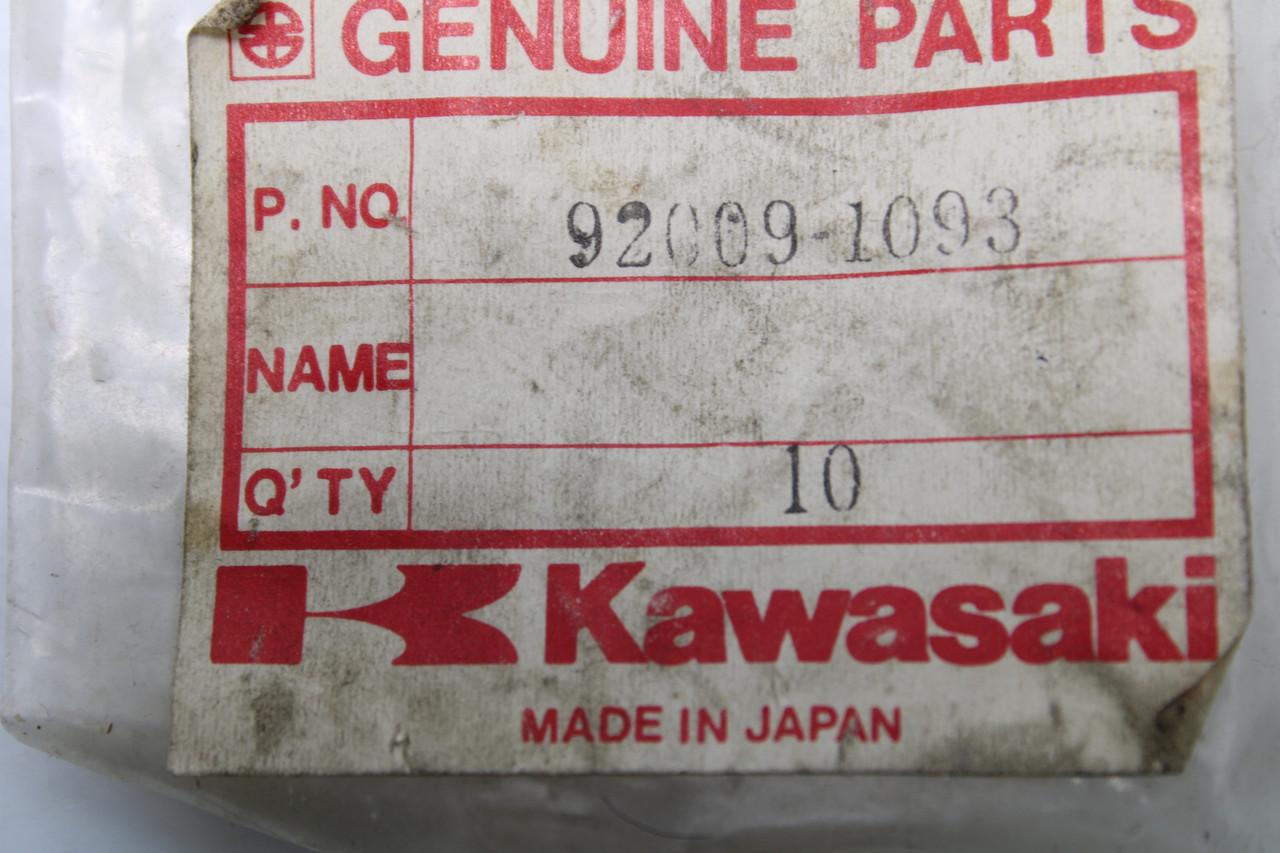 GENUINE PARTS
P. NO. 92009-1093
NAME
Q'TY 10
Kawasaki
MADE IN JAPAN